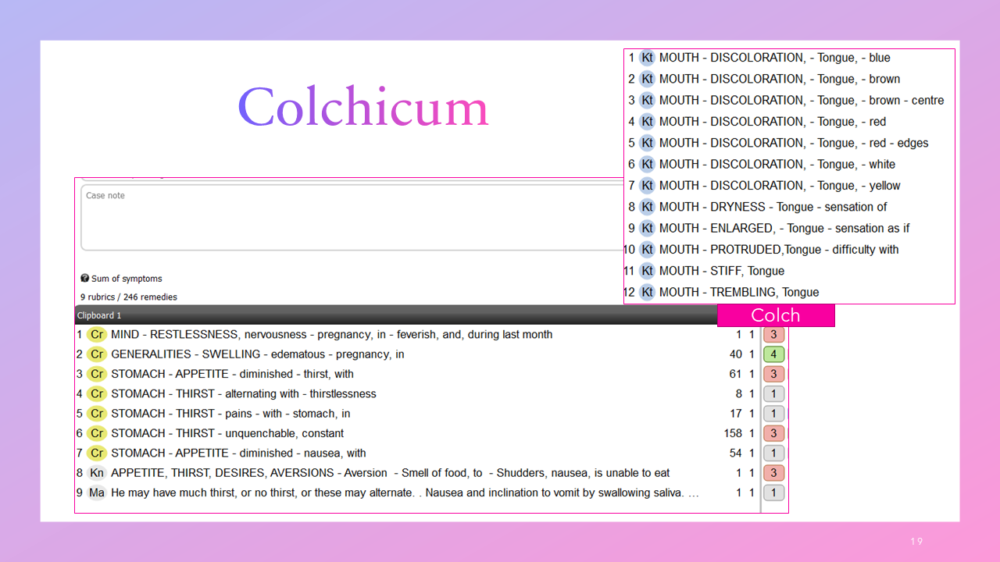 Colchicum
1 Kt MOUTH - DISCOLORATION, - Tongue, - blue
2 Kt MOUTH - DISCOLORATION, - Tongue, - brown
3 Kt MOUTH - DISCOLORATION, - Tongue, - brown - centre
4 Kt MOUTH - DISCOLORATION, - Tongue, - red
5 Kt MOUTH - DISCOLORATION, - Tongue, - red - edges
6 Kt MOUTH - DISCOLORATION, - Tongue, - white
7 Kt MOUTH - DISCOLORATION, - Tongue, - yellow
8 Kt MOUTH - DRYNESS - Tongue - sensation of
9 Kt MOUTH - ENLARGED, - Tongue - sensation as if
10 Kt MOUTH - PROTRUDED,Tongue - difficulty with
11 Kt MOUTH - STIFF, Tongue
12 Kt MOUTH - TREMBLING, Tongue
Case note
? Sum of symptoms
9 rubrics / 246 remedies
Clipboard 1
Colch
1 Cr MIND - RESTLESSNESS, nervousness - pregnancy, in - feverish, and, during last month 1 1 3
2 Cr GENERALITIES - SWELLING - edematous - pregnancy, in 40 1 4
3 Cr STOMACH - APPETITE - diminished - thirst, with 61 1 3
4 Cr STOMACH - THIRST - alternating with - thirstlessness 8 1 1
5 Cr STOMACH - THIRST - pains - with - stomach, in 17 1 1
6 Cr STOMACH - THIRST - unquenchable, constant 158 1 3
7 Cr STOMACH - APPETITE - diminished - nausea, with 54 1 1
8 Kn APPETITE, THIRST, DESIRES, AVERSIONS - Aversion - Smell of food, to - Shudders, nausea, is unable to eat 1 1 3
9 Ma He may have much thirst, or no thirst, or these may alternate. . Nausea and inclination to vomit by swallowing saliva. ... 1 1 1
19